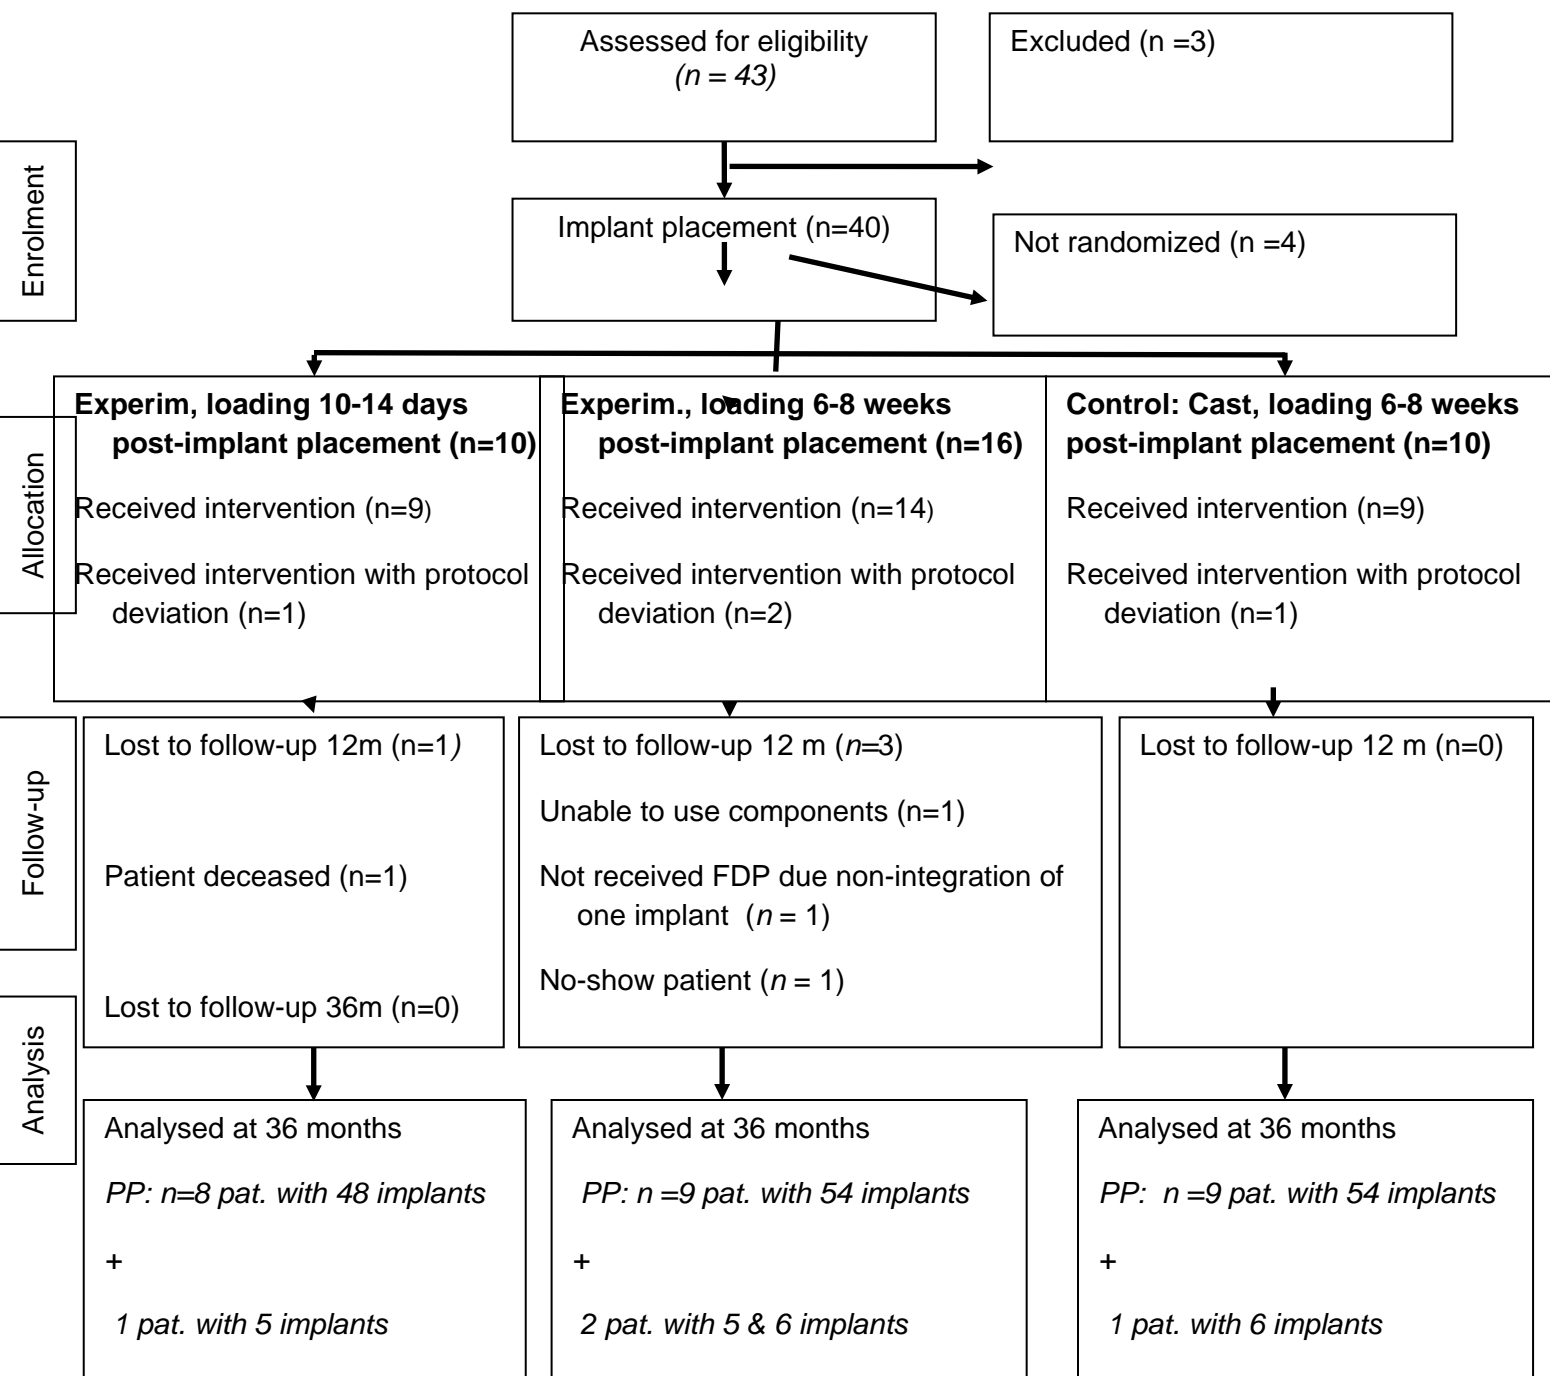 Assessed for eligibility
(n = 43)
Excluded (n =3)
Enrolment
Implant placement (n=40)
Not randomized (n =4)
Allocation
Experim, loading 10-14 days
post-implant placement (n=10)
Received intervention (n=9)
Received intervention with protocol
deviation (n=1)
Experim., loading 6-8 weeks
post-implant placement (n=16)
Received intervention (n=14)
Received intervention with protocol
deviation (n=2)
Control: Cast, loading 6-8 weeks
post-implant placement (n=10)
Received intervention (n=9)
Received intervention with protocol
deviation (n=1)
Follow-up
Lost to follow-up 12m (n=1)
Patient deceased (n=1)
Lost to follow-up 36m (n=0)
Lost to follow-up 12 m (n=3)
Unable to use components (n=1)
Not received FDP due non-integration of
one implant (n = 1)
No-show patient (n = 1)
Lost to follow-up 12 m (n=0)
Analysis
Analysed at 36 months
PP: n=8 pat. with 48 implants
+
1 pat. with 5 implants
Analysed at 36 months
PP: n =9 pat. with 54 implants
+
2 pat. with 5 & 6 implants
Analysed at 36 months
PP: n =9 pat. with 54 implants
+
1 pat. with 6 implants